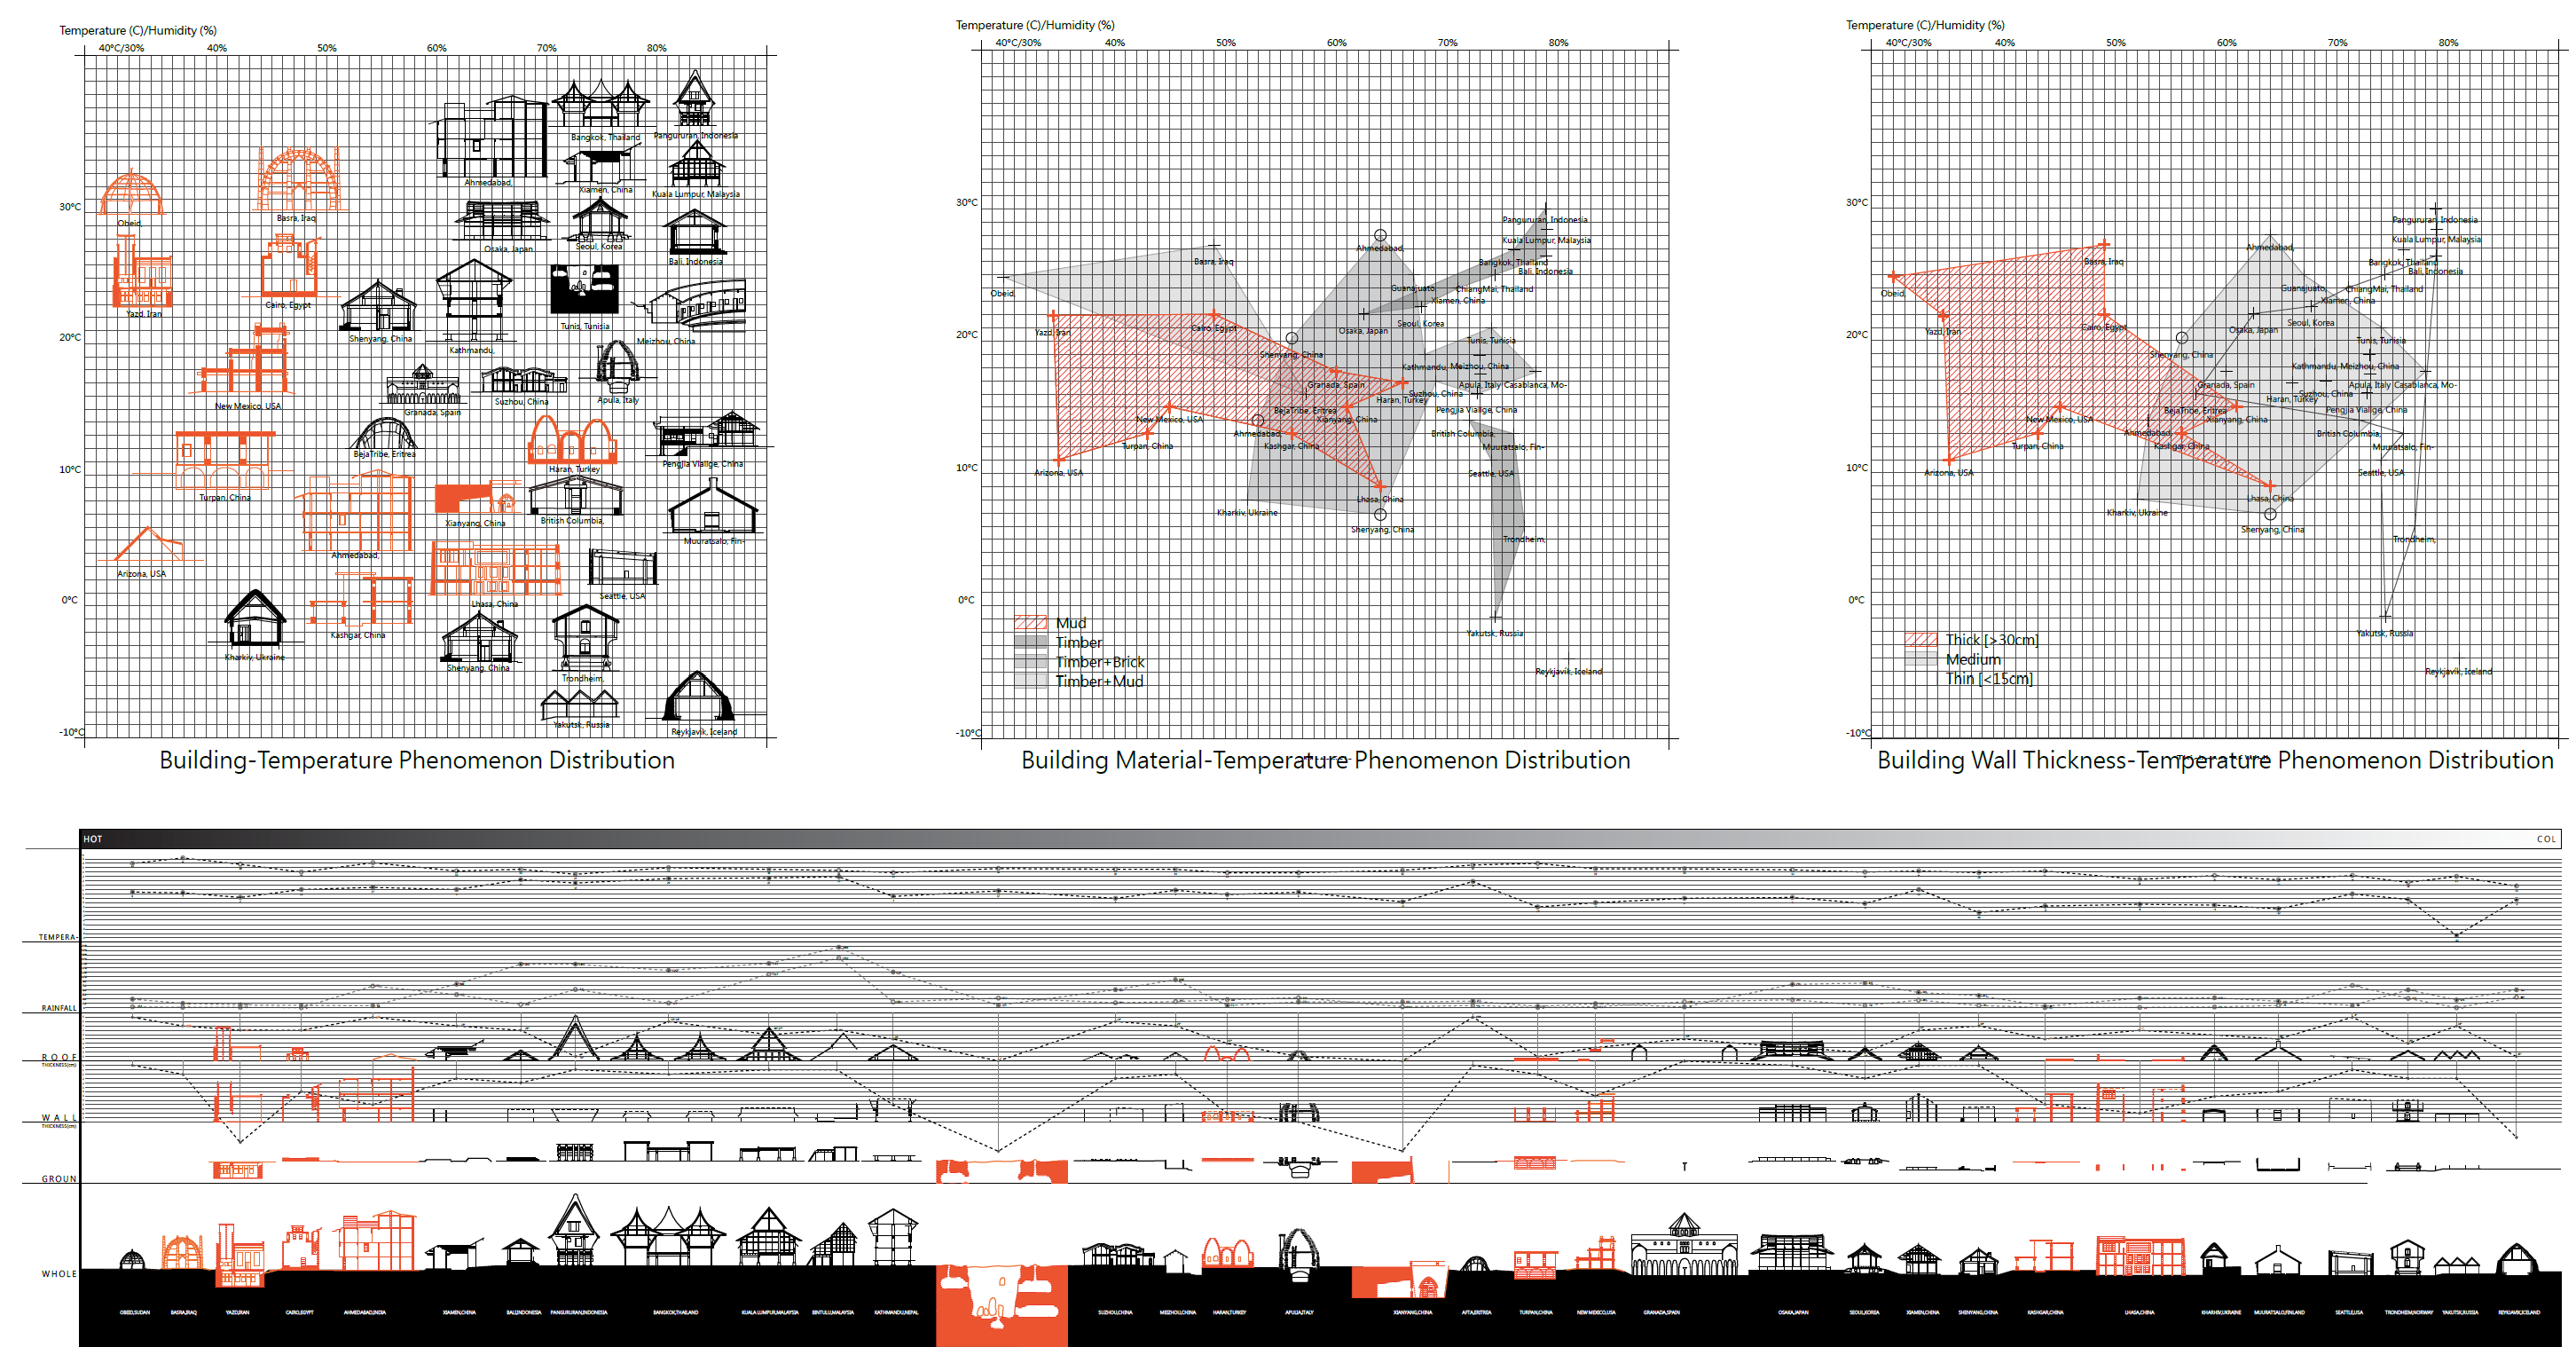 Temperature (C)/Humidity (%)
40°C/30% 40% 50% 60% 70% 80%
Bangkok, Thailand
Pangururan, Indonesia
Ahmedabad,
Xiamen, China
Kuala Lumpur, Malaysia
30°C
Obeid,
Basra, Iraq
Osaka, Japan
Seoul, Korea
Bali, Indonesia
Yazd, Iran
Cairo, Egypt
Tunis, Tunisia
20°C
Shenyang, China
Kathmandu,
Meizhou, China
New Mexico, USA
Granada, Spain
Suzhou, China
Apula, Italy
BejaTribe, Eritrea
Haran, Turkey
Pengjia Viallge, China
10°C
Turpan, China
Xianyang, China
British Columbia,
Muuratsalo, Fin-
Arizona, USA
Ahmedabad,
Seattle, USA
0°C
Lhasa, China
Kashgar, China
Kharkiv, Ukraine
Shenyang, China
Trondheim,
Yakutsk, Russia
Reykjavik, Iceland
-10°C
Building-Temperature Phenomenon Distribution
Temperature (C)/Humidity (%)
40°C/30% 40% 50% 60% 70% 80%
30°C
Pangururan, Indonesia
Kuala Lumpur, Malaysia
Ahmedabad,
Basra, Iraq
Bangkok, Thailand
Bali, Indonesia
Obeid,
Guanajuato,
ChiangMai, Thailand
Xiamen, China
Seoul, Korea
Yazd, Iran
Cairo, Egypt
Osaka, Japan
20°C
Tunis, Tunisia
Shenyang, China
Kathmandu,
Meizhou, China
Granada, Spain
Apula, Italy
Casablanca, Mo-
Suzhou, China
Haran, Turkey
BejaTribe, Eritrea
Pengjia Viallge, China
New Mexico, USA
Xianyang, China
Ahmedabad,
British Columbia,
Turpan, China
Kashgar, China
Muuratsalo, Fin-
10°C
Arizona, USA
Seattle, USA
Lhasa, China
Kharkiv, Ukraine
Shenyang, China
Trondheim,
0°C
Mud
Timber
Timber+Brick
Timber+Mud
Yakutsk, Russia
Reykjavik, Iceland
-10°C
Building Material-Temperature Phenomenon Distribution
Temperature (C)/Humidity (%)
40°C/30% 40% 50% 60% 70% 80%
30°C
Pangururan, Indonesia
Kuala Lumpur, Malaysia
Ahmedabad,
Basra, Iraq
Bangkok, Thailand
Bali, Indonesia
Obeid,
Guanajuato,
ChiangMai, Thailand
Xiamen, China
Seoul, Korea
Yazd, Iran
Cairo, Egypt
Osaka, Japan
20°C
Tunis, Tunisia
Shenyang, China
Kathmandu,
Meizhou, China
Granada, Spain
Apula, Italy
Casablanca, Mo-
Suzhou, China
Haran, Turkey
BejaTribe, Eritrea
Pengjia Viallge, China
New Mexico, USA
Xianyang, China
Ahmedabad,
British Columbia,
Turpan, China
Kashgar, China
Muuratsalo, Fin-
10°C
Arizona, USA
Seattle, USA
Lhasa, China
Kharkiv, Ukraine
Shenyang, China
Trondheim,
0°C
Thick [>30cm]
Medium
Thin [<15cm]
Yakutsk, Russia
Reykjavik, Iceland
-10°C
Building Wall Thickness-Temperature Phenomenon Distribution
HOT COL
TEMPERA-
RAINFALL
ROOF
THICKNESS(cm)
WALL
THICKNESS(cm)
GROUN
WHOLE
OBEID,SUDAN BASRA,IRAQ YAZD,IRAN CAIRO,EGYPT AHMEDABAD,INDIA XIAMEN,CHINA BALI,INDONESIA PANGURURAN,INDONESIA BANGKOK,THAILAND KUALA LUMPUR,MALAYSIA BINTULU,MALAYSIA KATHMANDU,NEPAL SUZHOU,CHINA MEIZHOU,CHINA HARAN,TURKEY APULIA,ITALY XIANYANG,CHINA AITA,ERITREA TURPAN,CHINA NEW MEXICO,USA GRANADA,SPAIN OSAKA,JAPAN SEOUL,KOREA XIAMEN,CHINA SHENYANG,CHINA KASHGAR,CHINA LHASA,CHINA KHARHIV,UKRAINE MUURATSALO,FINLAND SEATTLE,USA TRONDHEIM,NORWAY YAKUTSK,RUSSIA REYKJAVIK,ICELAND